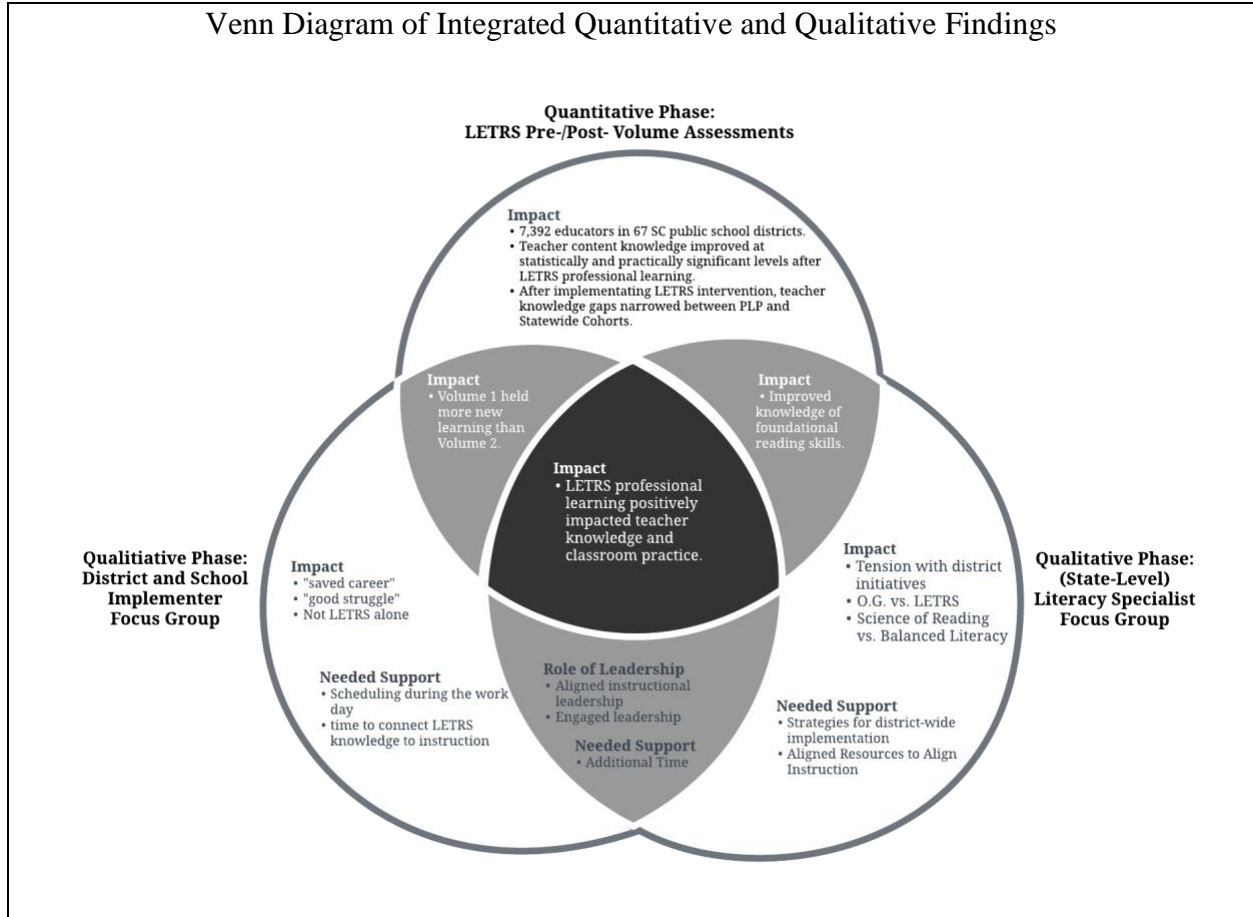 Venn Diagram of Integrated Quantitative and Qualitative Findings
Quantitative Phase:
LETRS Pre-/Post- Volume Assessments
Impact
• 7,392 educators in 67 SC public school districts.
• Teacher content knowledge improved at
statistically and practically significant levels after
LETRS professional learning.
• After implementating LETRS intervention, teacher
knowledge gaps narrowed between PLP and
Statewide Cohorts.
Impact
• Volume 1 held
more new
learning than
Volume 2.
Impact
• Improved
knowledge of
foundational
reading skills.
Impact
• LETRS professional
learning positively
impacted teacher
knowledge and
classroom practice.
Qualitiative Phase:
District and School
Implementer
Focus Group
Impact
• "saved career"
• "good struggle"
• Not LETRS alone
Needed Support
• Scheduling during the work
day
• time to connect LETRS
knowledge to instruction
Role of Leadership
• Aligned instructional
leadership
• Engaged leadership
Needed Support
• Additional Time
Impact
• Tension with district
initiatives
• O.G. vs. LETRS
• Science of Reading
vs. Balanced Literacy
Needed Support
• Strategies for district-wide
implementation
• Aligned Resources to Align
Instruction
Qualitative Phase:
(State-Level)
Literacy Specialist
Focus Group